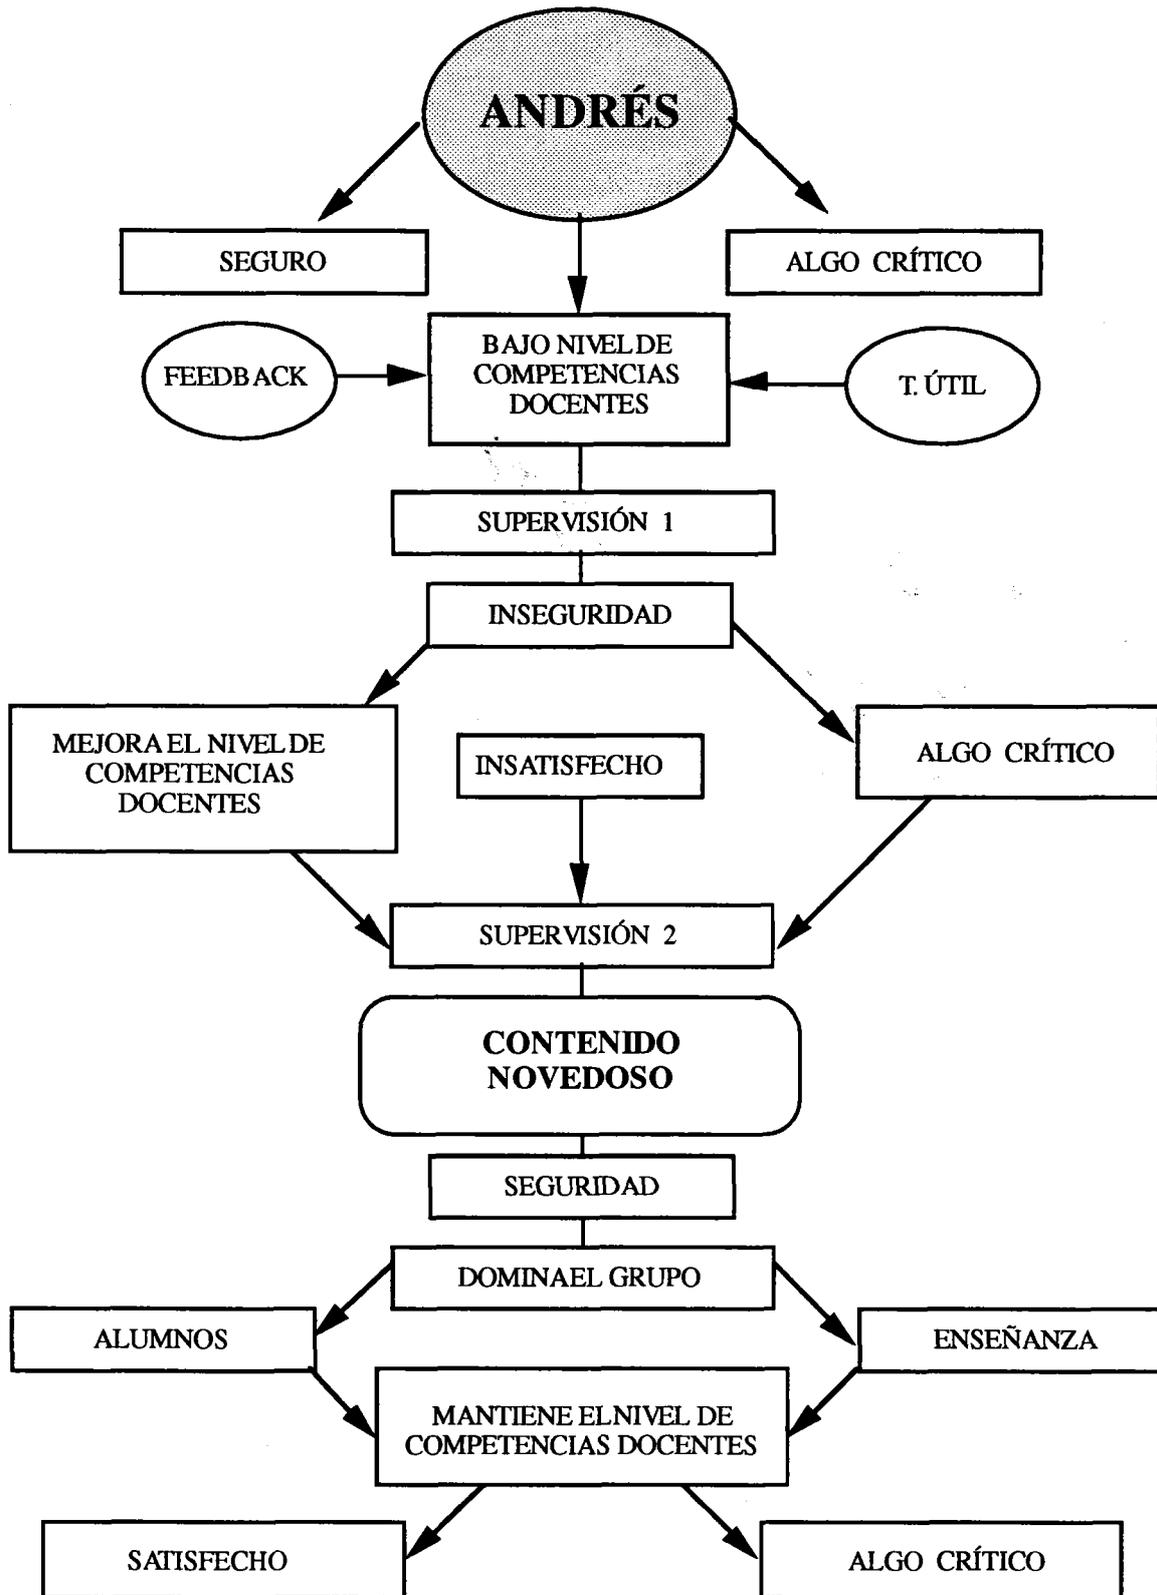 ANDRÉS
SEGURO
ALGO CRÍTICO
FEEDBACK
BAJO NIVEL DE
COMPETENCIAS
DOCENTES
T. ÚTIL
SUPERVISIÓN 1
INSEGURIDAD
MEJORA EL NIVEL DE
COMPETENCIAS
DOCENTES
INSATISFECHO
ALGO CRÍTICO
SUPERVISIÓN 2
CONTENIDO
NOVEDOSO
SEGURIDAD
DOMINA EL GRUPO
ALUMNOS
ENSEÑANZA
MANTIENE EL NIVEL DE
COMPETENCIAS DOCENTES
SATISFECHO
ALGO CRÍTICO